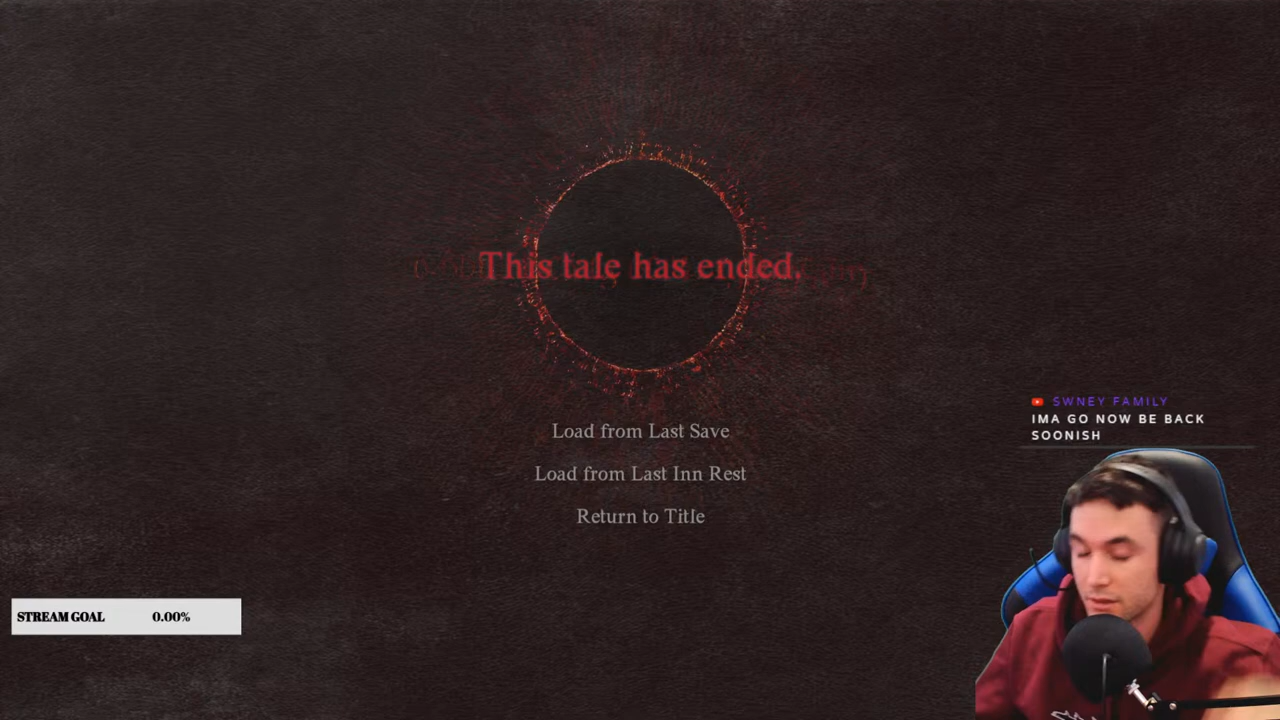 This tale has ended.
Load from Last Save
Load from Last Inn Rest
Return to Title
SWNEY FAMILY
IMA GO NOW BE BACK
SOONISH
STREAM GOAL 0.00%